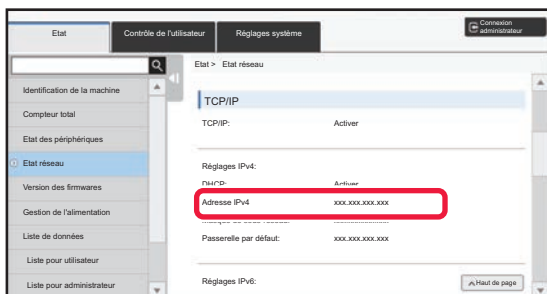 Etat
Contrôle de l'utilisateur
Réglages système
Connexion administrateur
Etat > Etat réseau
Identification de la machine
Compteur total
Etat des périphériques
Etat réseau
Version des firmwares
Gestion de l'alimentation
Liste de données
Liste pour utilisateur
Liste pour administrateur
TCP/IP
TCP/IP: Activer
Réglages IPv4:
DHCP: Activer
Adresse IPv4 xxx.xxx.xxx.xxx
Passerelle par défaut: xxx.xxx.xxx.xxx
Réglages IPv6:
Haut de page